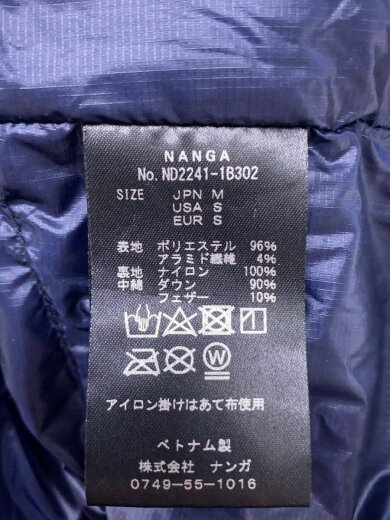 NANGA
No. ND2241-1B302
SIZE JPN M
USA S
EUR S
表地 ポリエステル 96%
アラミド繊維 4%
裏地 ナイロン 100%
中綿 ダウン 90%
フェザー 10%
W
アイロン掛けはあて布使用
ベトナム製
株式会社 ナンガ
0749-55-1016